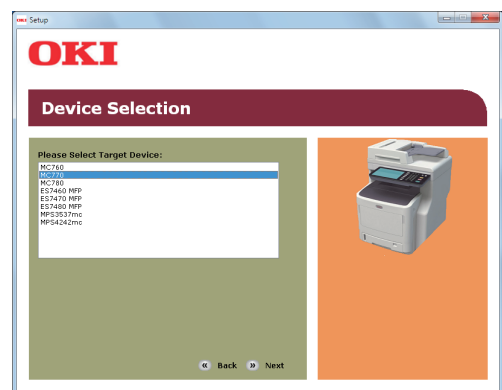 OKI Setup
OKI
Device Selection
Please Select Target Device:
MC760
MC770
MC780
ES7460 MFP
ES7470 MFP
ES7480 MFP
MPS3537mc
MPS4242mc
« Back » Next